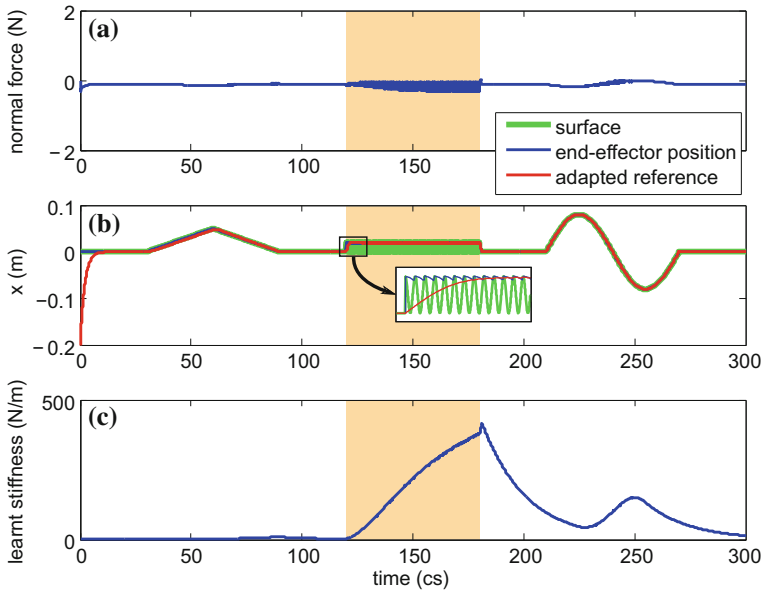 (a)
normal force (N)
2
0
−2
0 50 100 150 200 250 300
surface
end-effector position
adapted reference
(b)
x (m)
0.1
0
−0.1
−0.2
0 50 100 150 200 250 300
(c)
learnt stiffness (N/m)
500
0
0 50 100 150 200 250 300
time (cs)